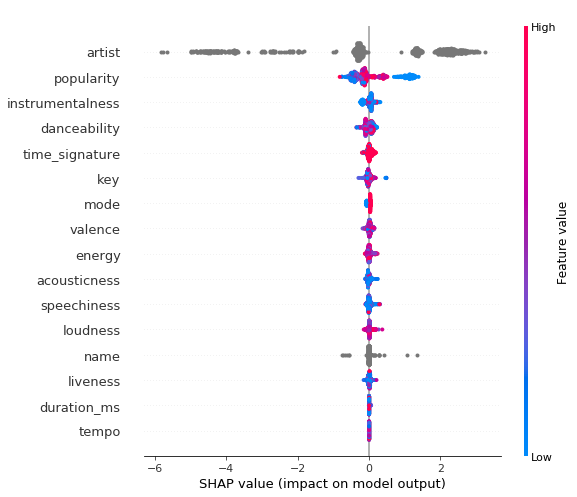 High
artist
popularity
instrumentalness
danceability
time_signature
key
mode
valence
energy
acousticness
speechiness
loudness
name
liveness
duration_ms
tempo
Low
Feature value
−6 −4 −2 0 2
SHAP value (impact on model output)